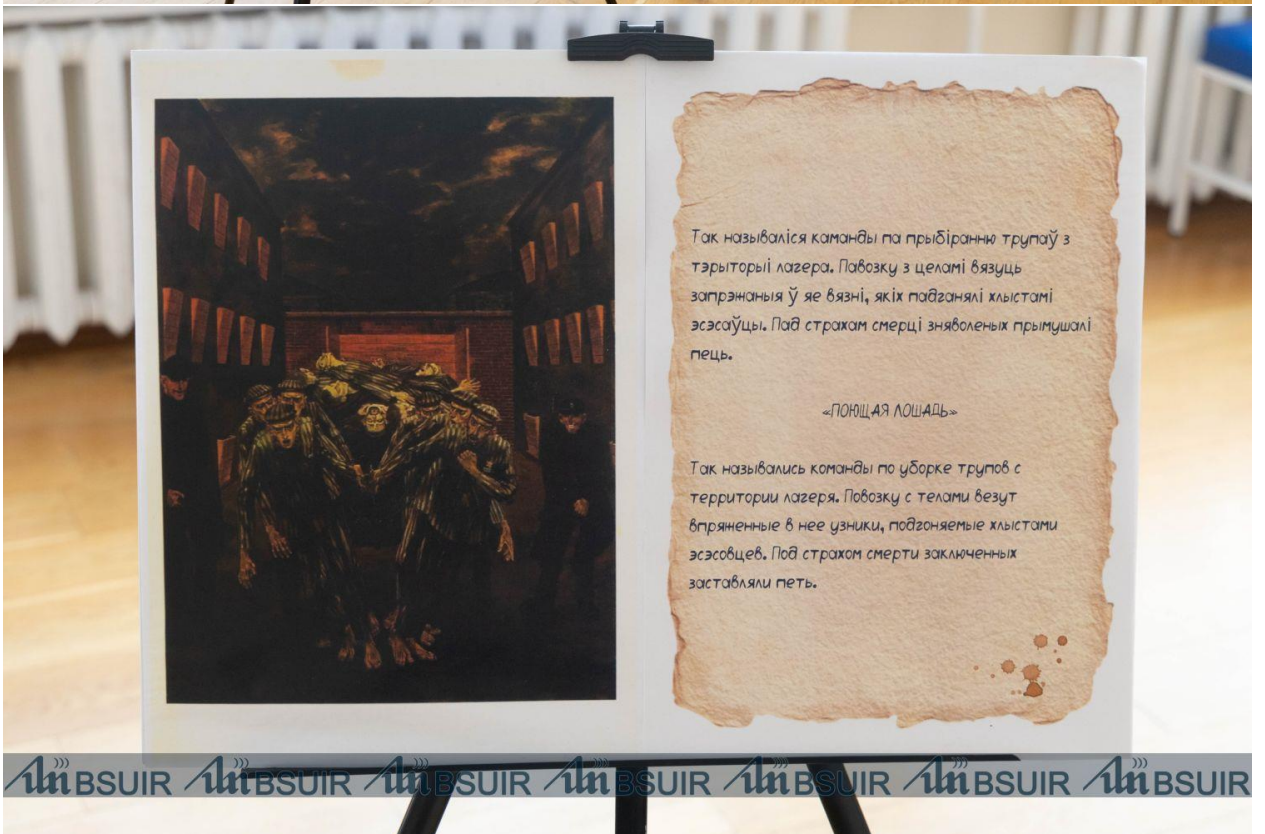 Так называліся каманды па прыбіранню трупаў з
тэрыторыі лагера. Павозку з целамі вязуць
запрэжаныя ў яе вязні, якіх падганялі хлыстамі
эсэсаўцы. Пад страхам смерці зняволеных прымушалі
пець.
«ПОЮЩАЯ ЛОШАДЬ»
Так назывались команды по уборке трупов с
территории лагеря. Повозку с телами везут
впряженные в нее узники, подгоняемые хлыстами
эсэсовцев. Под страхом смерти заключенных
заставляли петь.
BSUIR BSUIR BSUIR BSUIR BSUIR BSUIR BSUIR